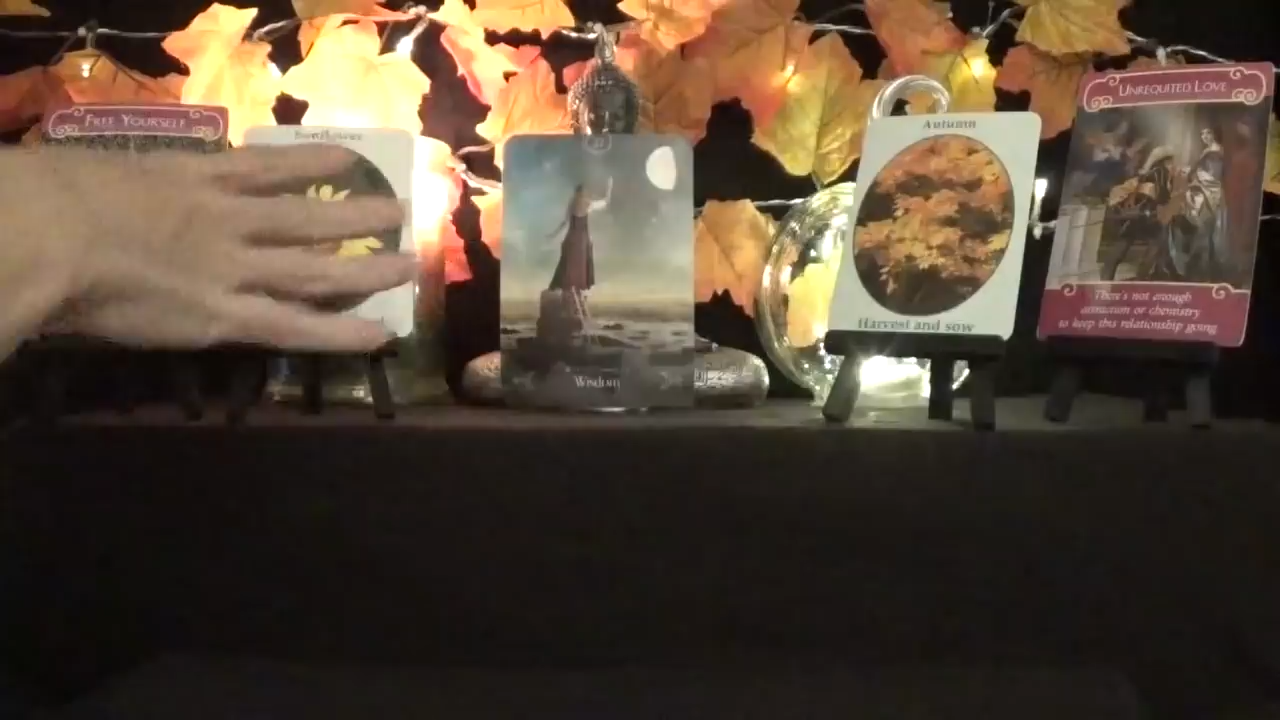 FREE YOURSELF
Sunflower
Wisdom
Autumn
Harvest and sow
UNREQUITED LOVE
There's not enough
attraction or chemistry
to keep this relationship going